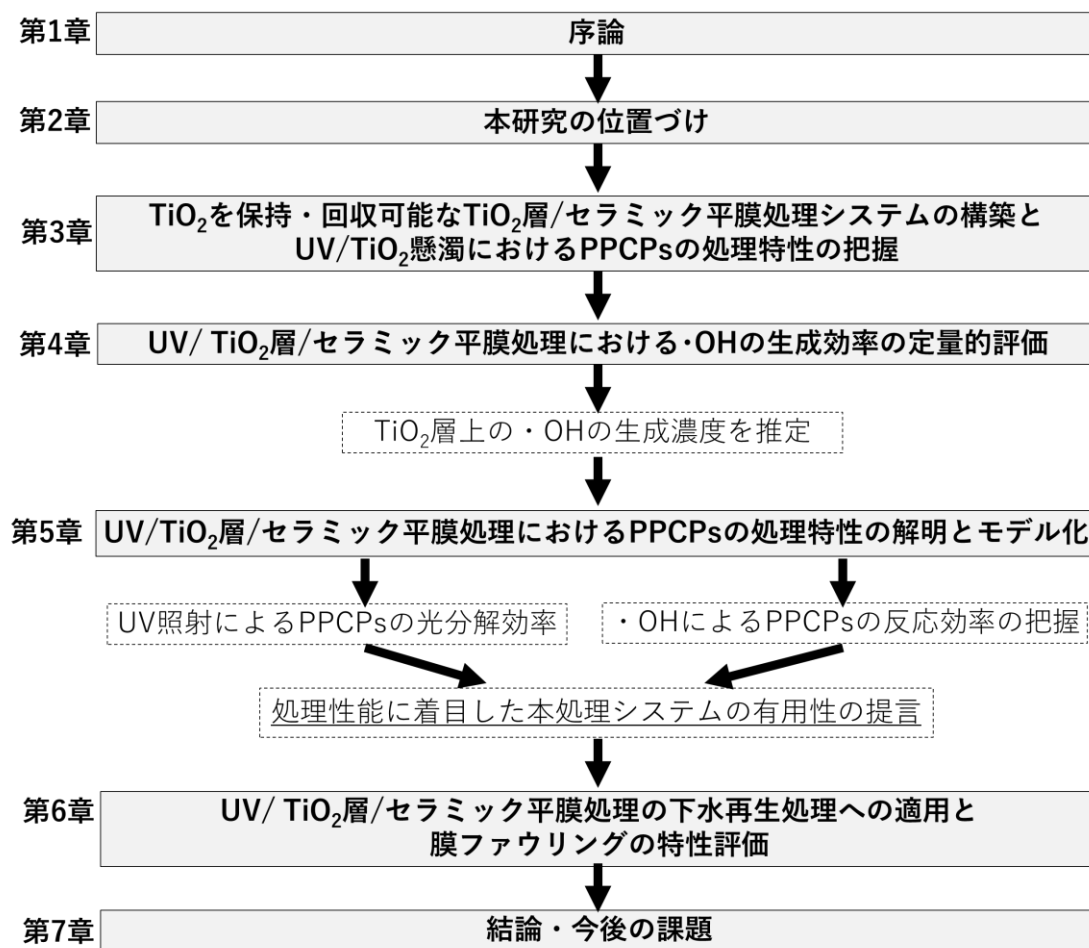 第1章 序論
第2章 本研究の位置づけ
第3章 TiO₂を保持・回収可能なTiO₂層/セラミック平膜処理システムの構築と
UV/TiO₂懸濁におけるPPCPsの処理特性の把握
第4章 UV/ TiO₂層/セラミック平膜処理における・OHの生成効率の定量的評価
TiO₂層上の・OHの生成濃度を推定
第5章 UV/TiO₂層/セラミック平膜処理におけるPPCPsの処理特性の解明とモデル化
UV照射によるPPCPsの光分解効率
・OHによるPPCPsの反応効率の把握
処理性能に着目した本処理システムの有用性の提言
第6章 UV/ TiO₂層/セラミック平膜処理の下水再生処理への適用と
膜ファウリングの特性評価
第7章 結論・今後の課題